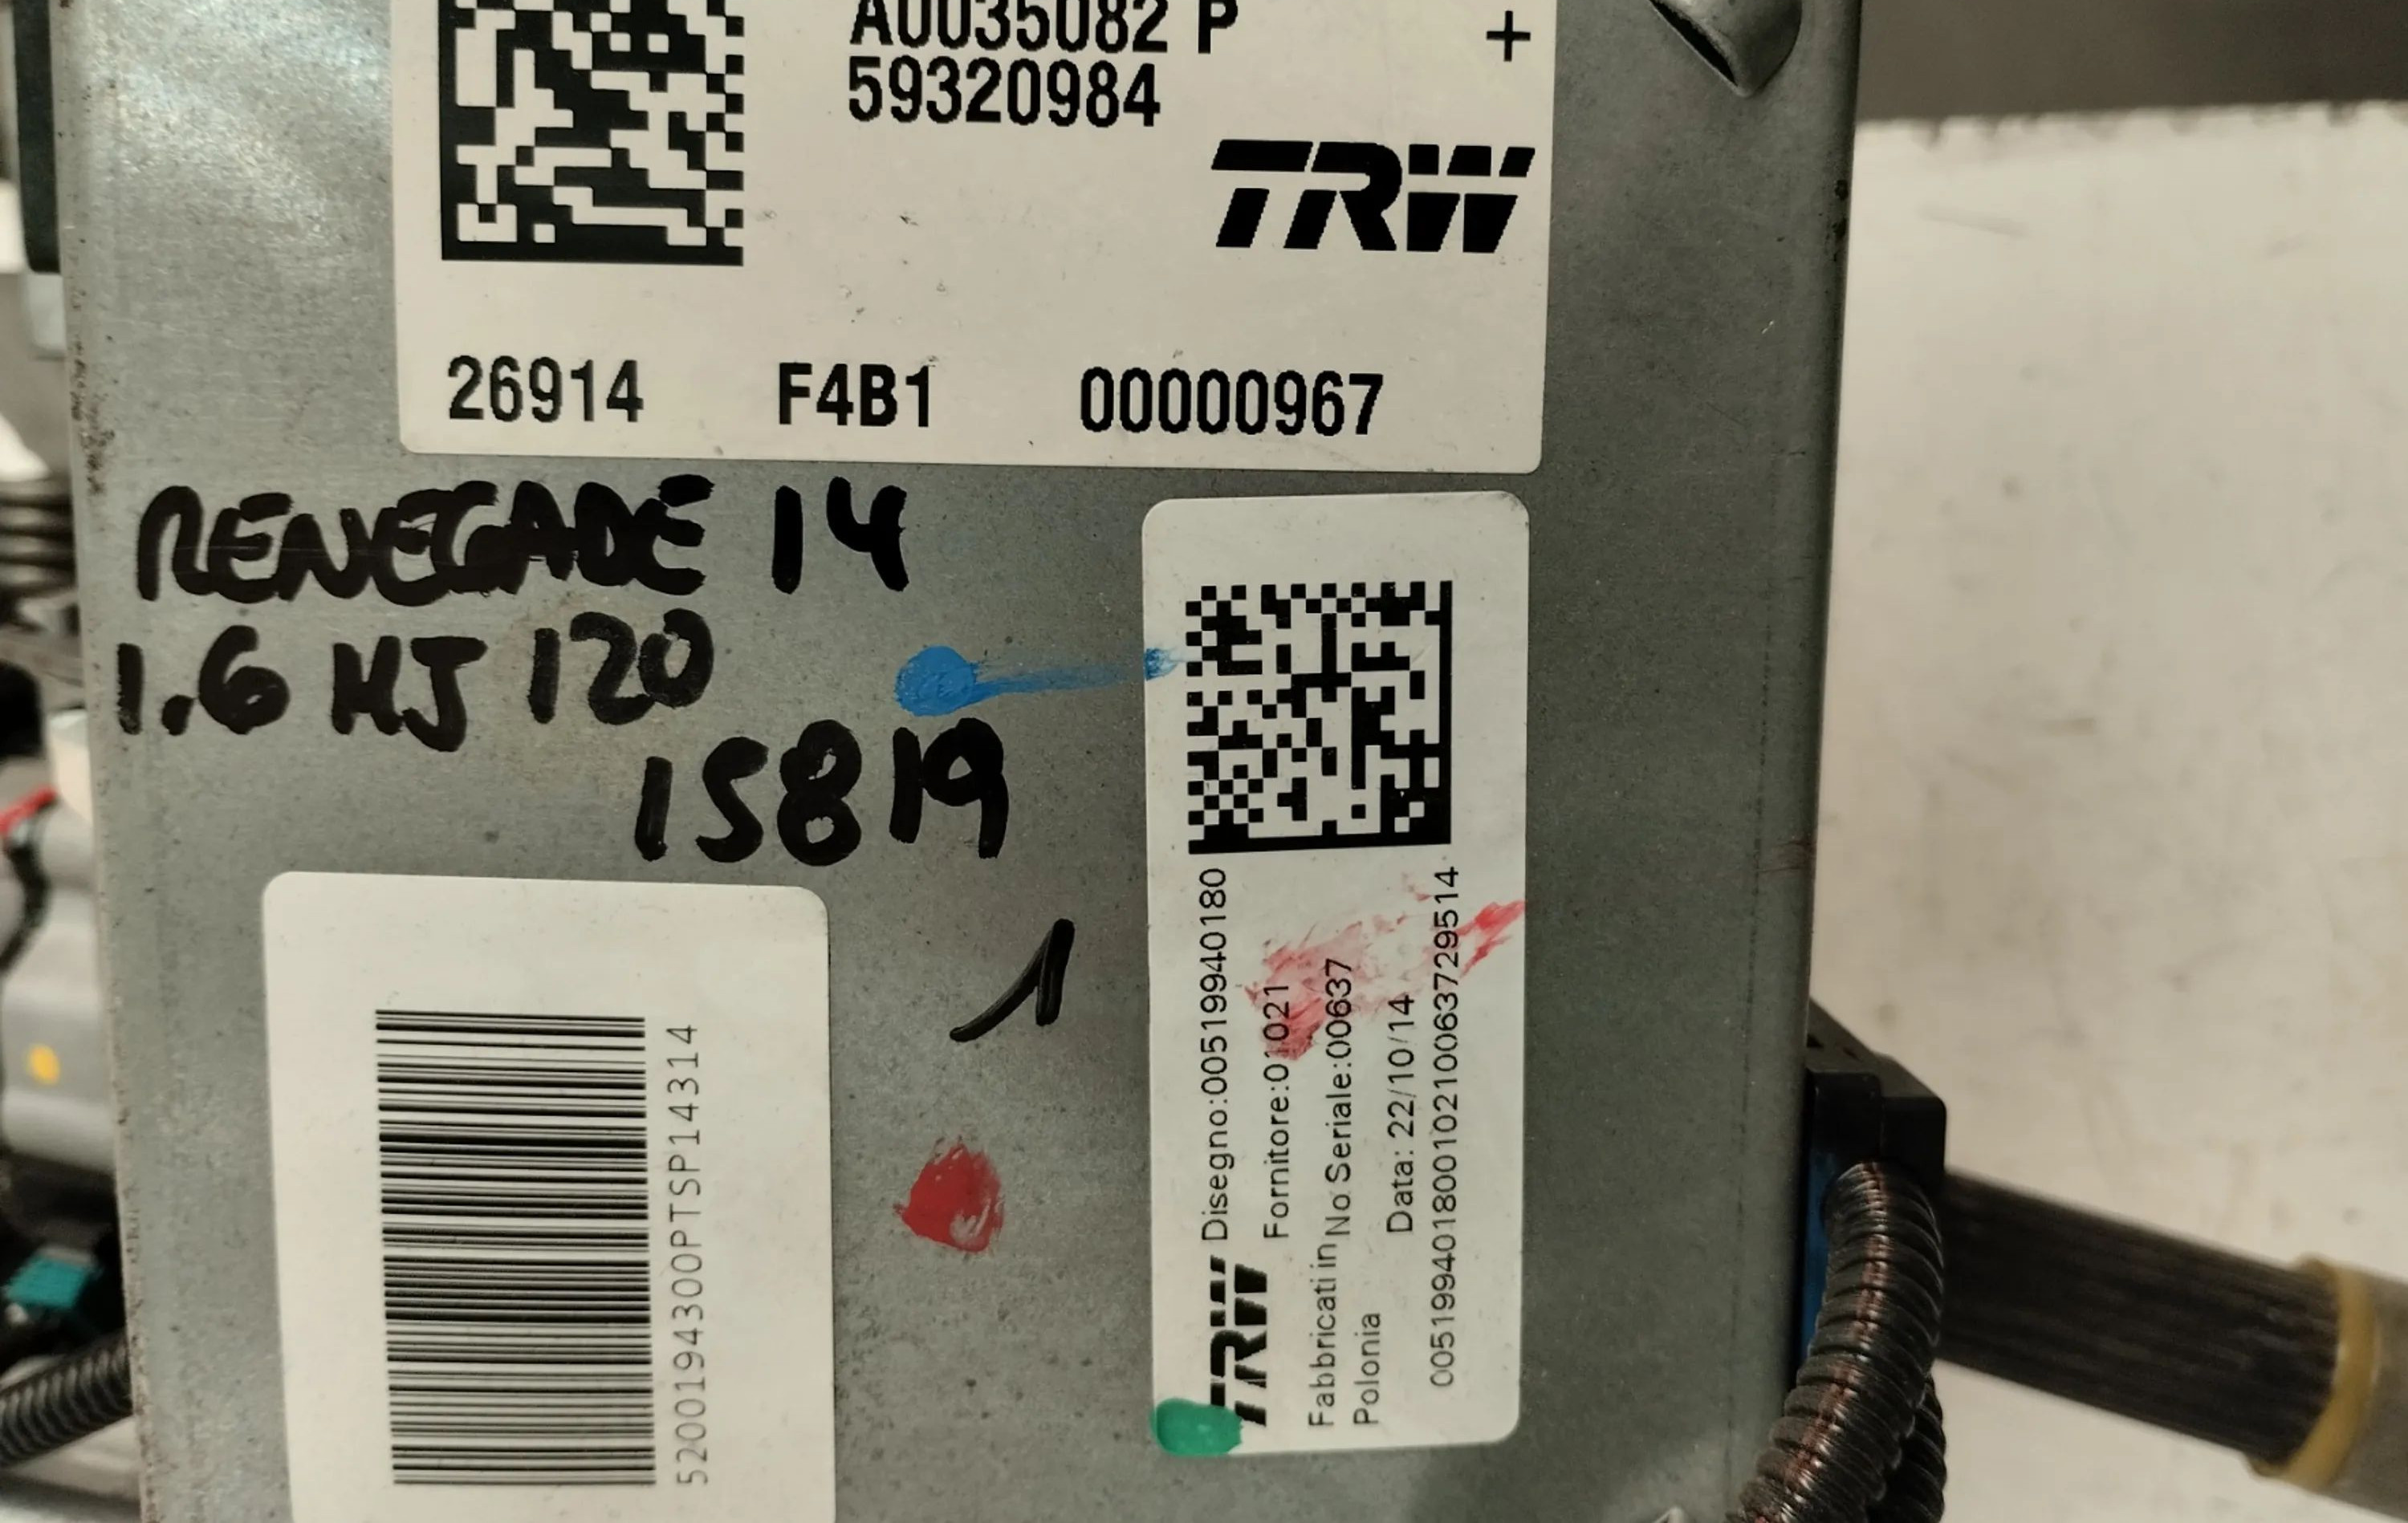 A0035082 P
+
59320984
TRW
26914 F4B1 00000967
RENEGADE 14
1.6 MJ 120
15819
1
5200194300PTSP14314
TRW
Disegno:00519940180
Fornitore:01021
Fabbricati in
Polonia
No Seriale:00637
Data: 22/10/14
00519940180010210063729514